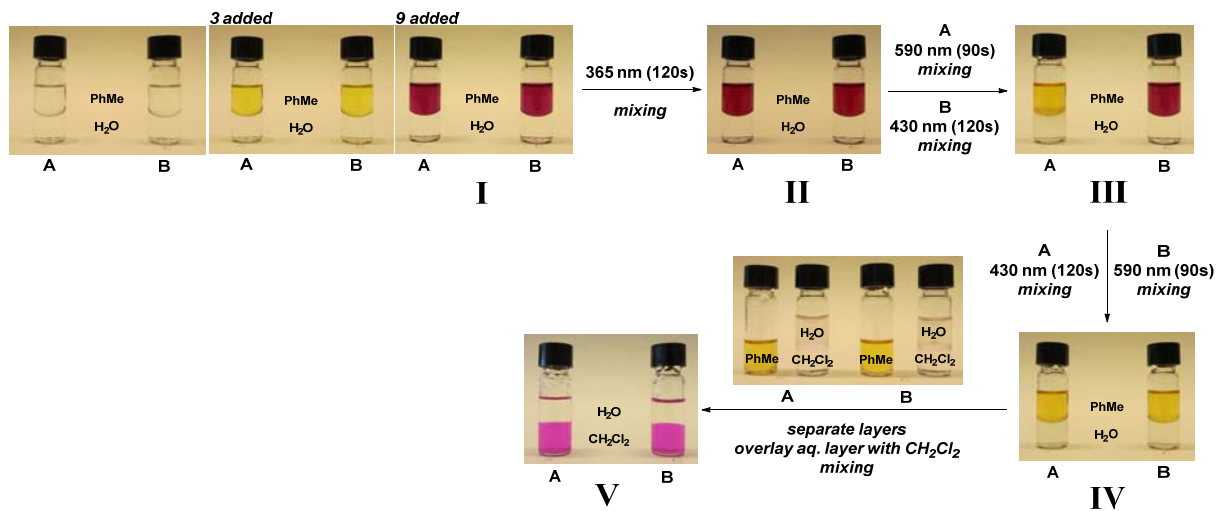 3 added
9 added
PhMe
H2O
A
B
PhMe
H2O
A
B
PhMe
H2O
A
B
I
365 nm (120s)
mixing
PhMe
H2O
A
B
II
A
590 nm (90s)
mixing
B
430 nm (120s)
mixing
PhMe
H2O
A
B
III
A
430 nm (120s)
mixing
B
590 nm (90s)
mixing
PhMe
H2O
A
B
IV
PhMe
H2O
CH2Cl2
PhMe
H2O
CH2Cl2
A
B
separate layers
overlay aq. layer with CH2Cl2
mixing
H2O
CH2Cl2
A
B
V